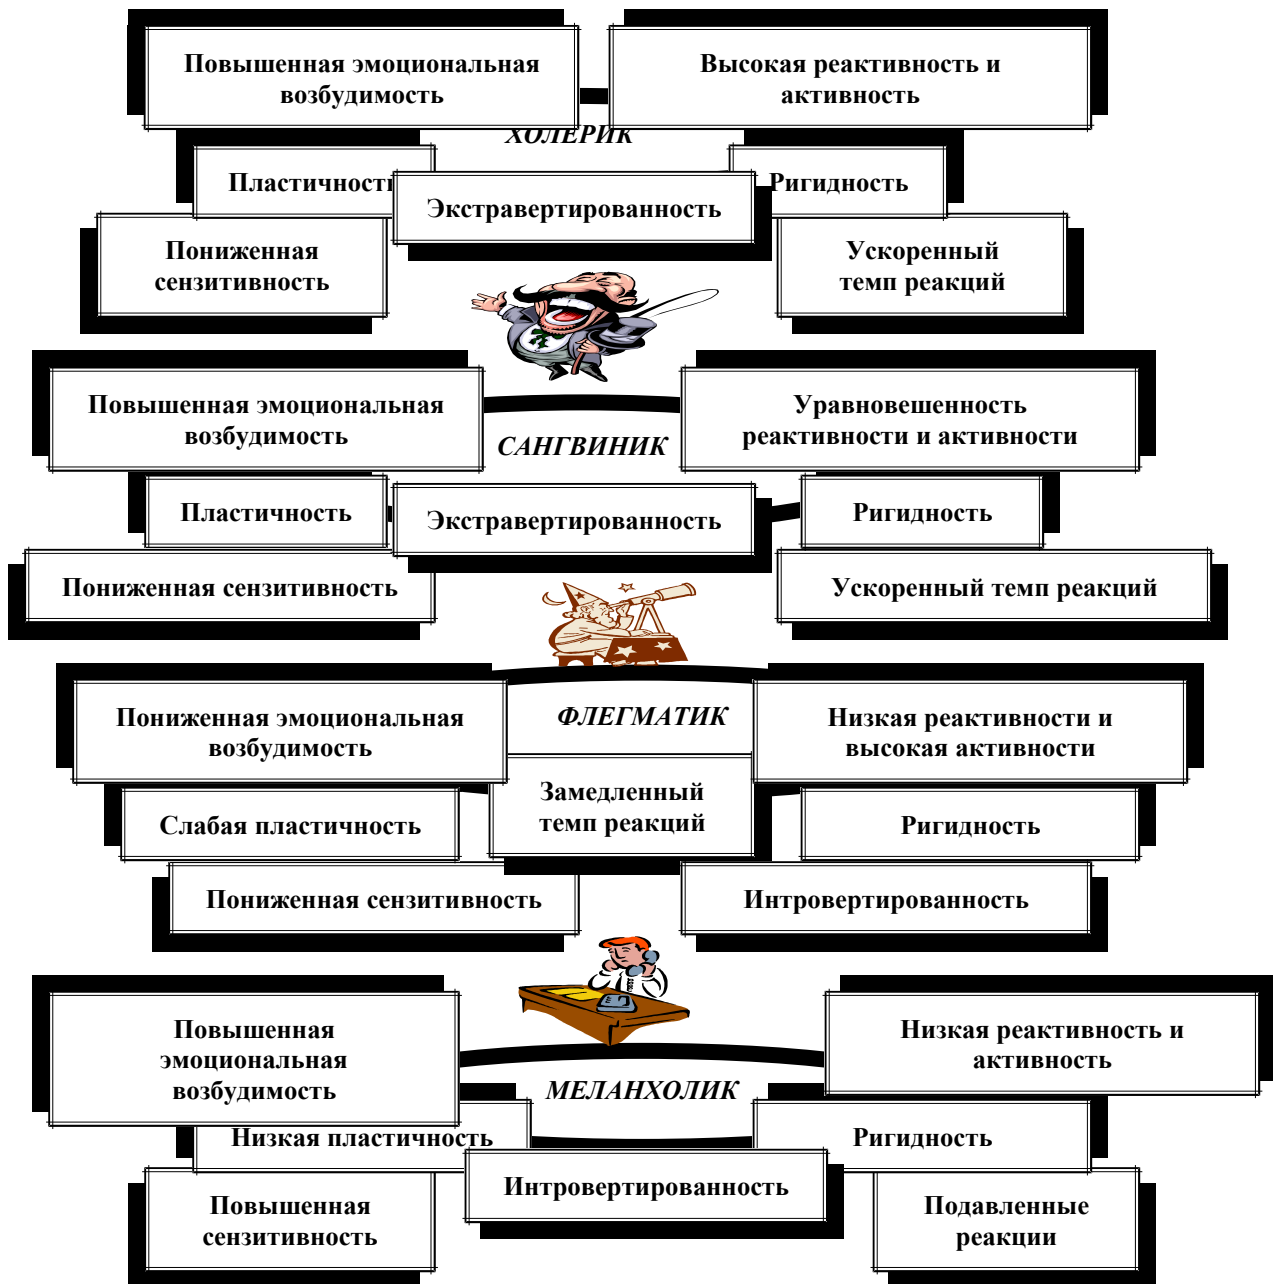 Повышенная эмоциональная
возбудимость
Высокая реактивность и
активность
ХОЛЕРИК
Пластичность
Ригидность
Экстравертированность
Пониженная
сензитивность
Ускоренный
темп реакций
Повышенная эмоциональная
возбудимость
Уравновешенность
реактивности и активности
САНГВИНИК
Пластичность
Экстравертированность
Ригидность
Пониженная сензитивность
Ускоренный темп реакций
Пониженная эмоциональная
возбудимость
ФЛЕГМАТИК
Низкая реактивности и
высокая активности
Замедленный
темп реакций
Слабая пластичность
Ригидность
Пониженная сензитивность
Интровертированность
Повышенная
эмоциональная
возбудимость
Низкая реактивность и
активность
МЕЛАНХОЛИК
Низкая пластичность
Ригидность
Интровертированность
Повышенная
сензитивность
Подавленные
реакции